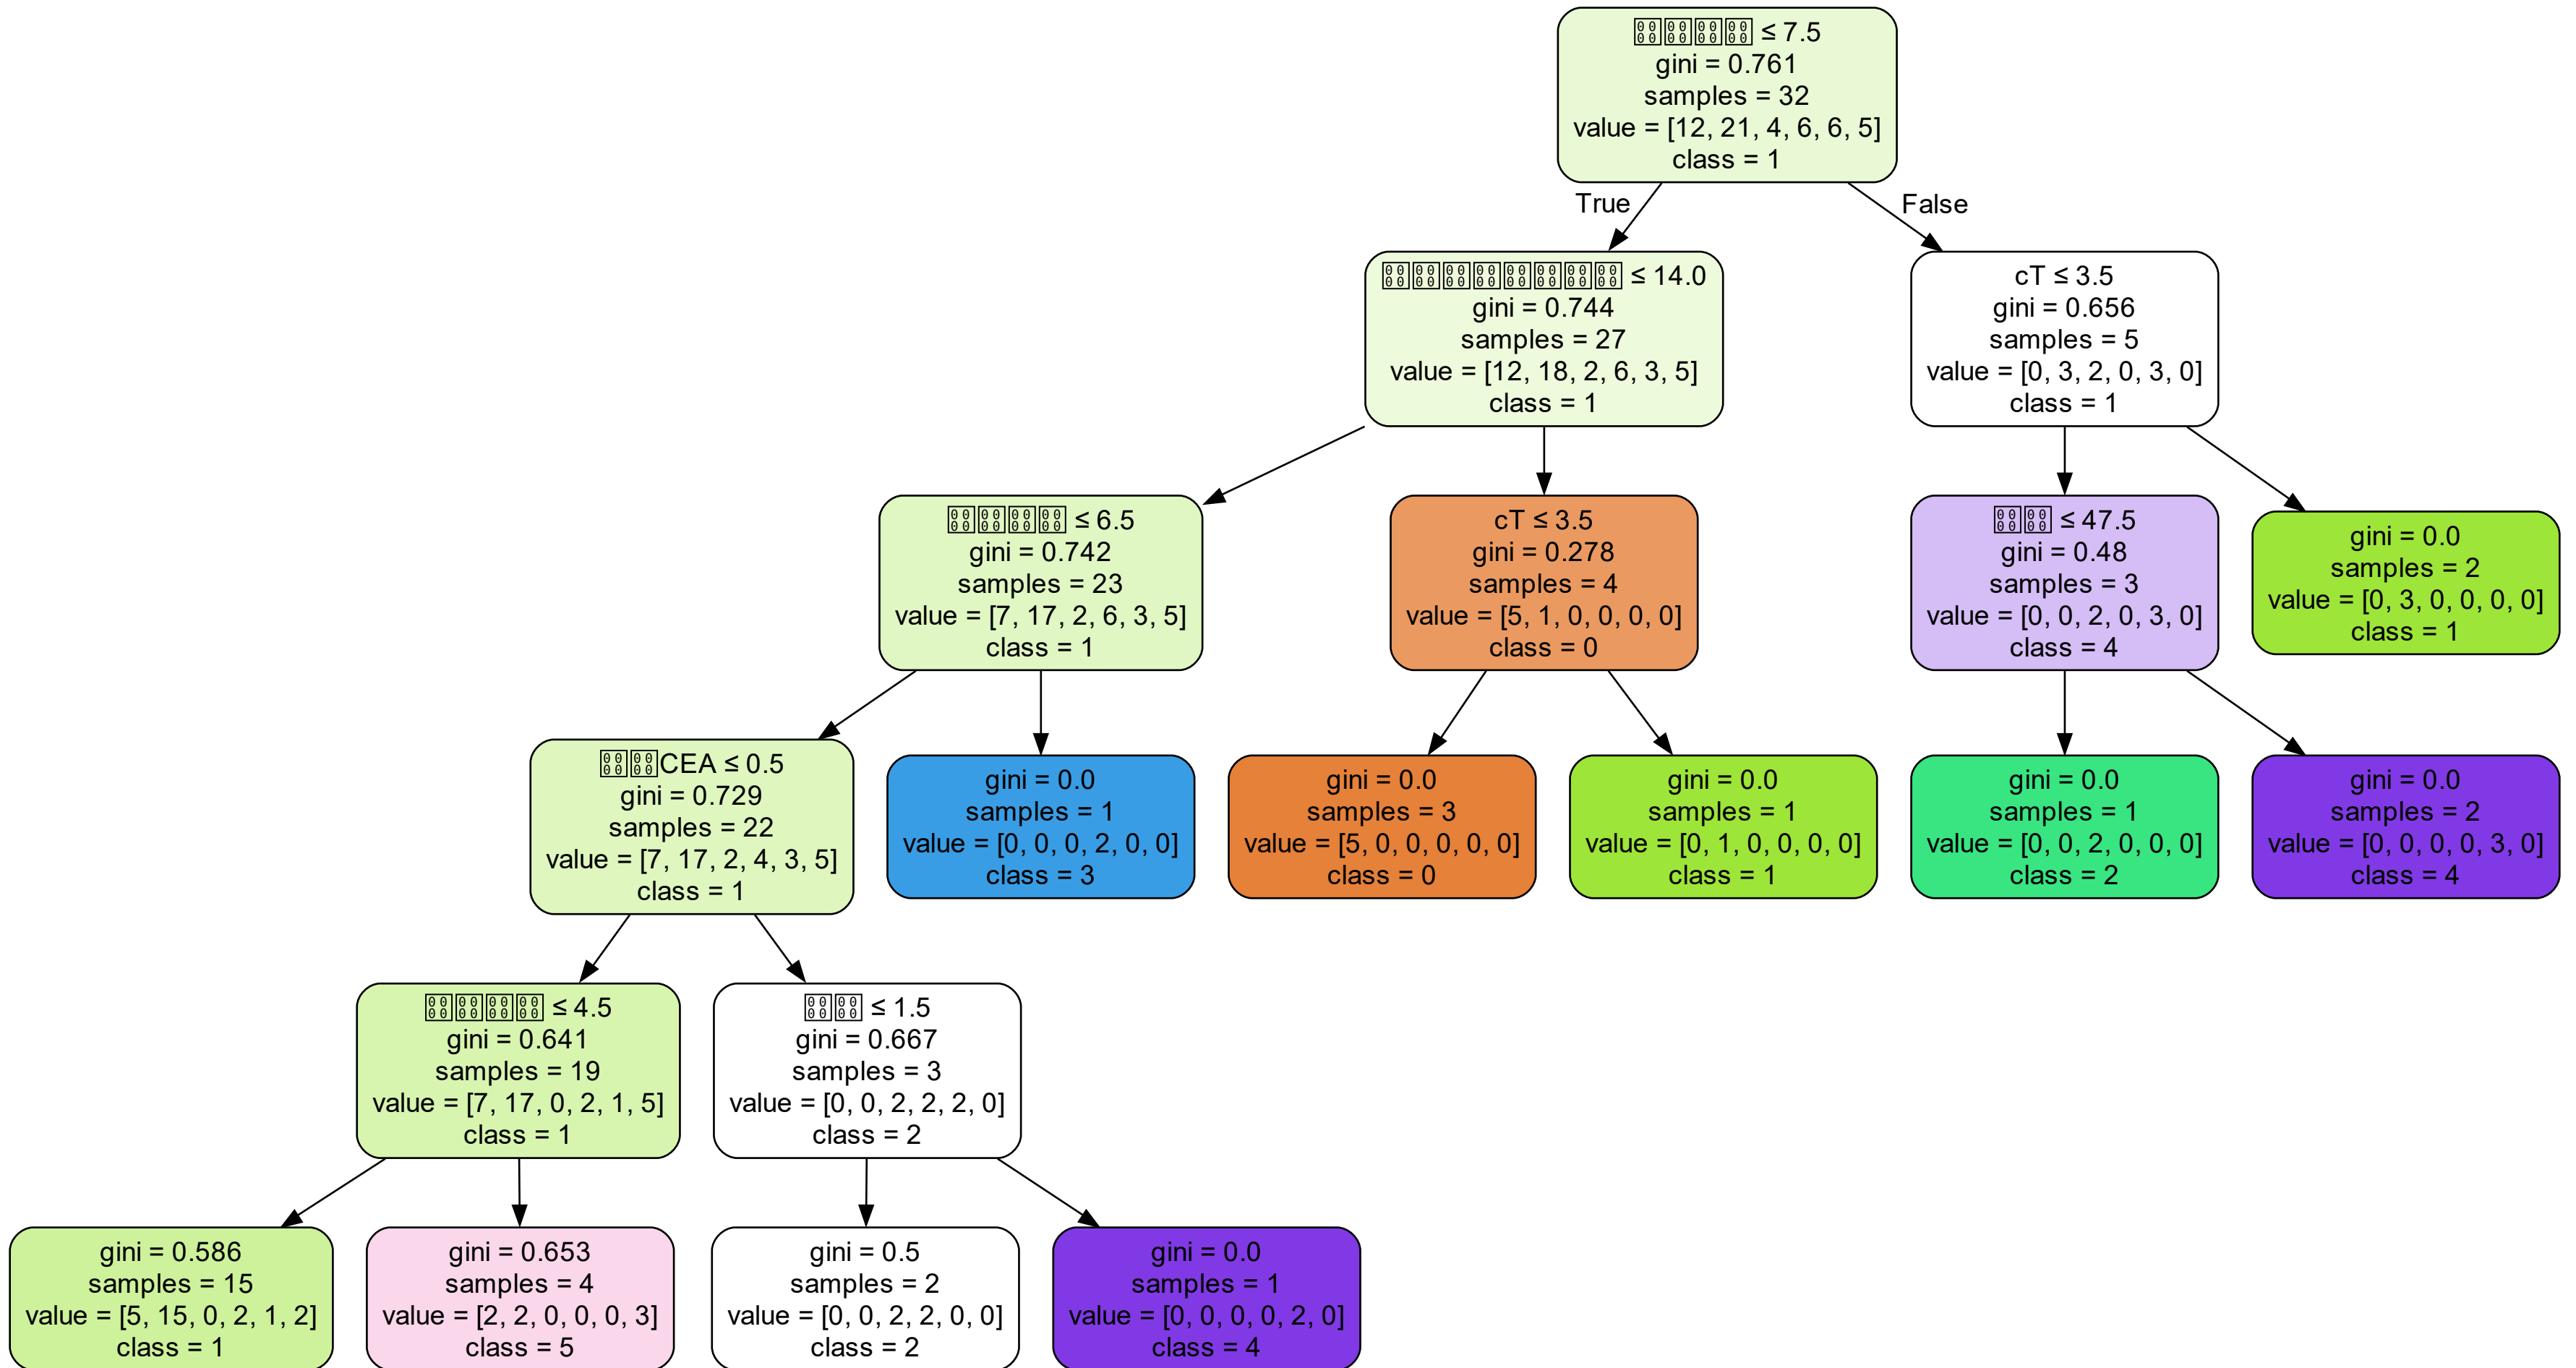 ≤ 7.5
gini = 0.761
samples = 32
value = [12, 21, 4, 6, 6, 5]
class = 1
True
False
≤ 14.0
gini = 0.744
samples = 27
value = [12, 18, 2, 6, 3, 5]
class = 1
cT ≤ 3.5
gini = 0.656
samples = 5
value = [0, 3, 2, 0, 3, 0]
class = 1
≤ 6.5
gini = 0.742
samples = 23
value = [7, 17, 2, 6, 3, 5]
class = 1
cT ≤ 3.5
gini = 0.278
samples = 4
value = [5, 1, 0, 0, 0, 0]
class = 0
≤ 47.5
gini = 0.48
samples = 3
value = [0, 0, 2, 0, 3, 0]
class = 4
gini = 0.0
samples = 2
value = [0, 3, 0, 0, 0, 0]
class = 1
CEA ≤ 0.5
gini = 0.729
samples = 22
value = [7, 17, 2, 4, 3, 5]
class = 1
gini = 0.0
samples = 1
value = [0, 0, 0, 2, 0, 0]
class = 3
gini = 0.0
samples = 3
value = [5, 0, 0, 0, 0, 0]
class = 0
gini = 0.0
samples = 1
value = [0, 1, 0, 0, 0, 0]
class = 1
gini = 0.0
samples = 1
value = [0, 0, 2, 0, 0, 0]
class = 2
gini = 0.0
samples = 2
value = [0, 0, 0, 0, 3, 0]
class = 4
≤ 4.5
gini = 0.641
samples = 19
value = [7, 17, 0, 2, 1, 5]
class = 1
≤ 1.5
gini = 0.667
samples = 3
value = [0, 0, 2, 2, 2, 0]
class = 2
gini = 0.586
samples = 15
value = [5, 15, 0, 2, 1, 2]
class = 1
gini = 0.653
samples = 4
value = [2, 2, 0, 0, 0, 3]
class = 5
gini = 0.5
samples = 2
value = [0, 0, 2, 2, 0, 0]
class = 2
gini = 0.0
samples = 1
value = [0, 0, 0, 0, 2, 0]
class = 4